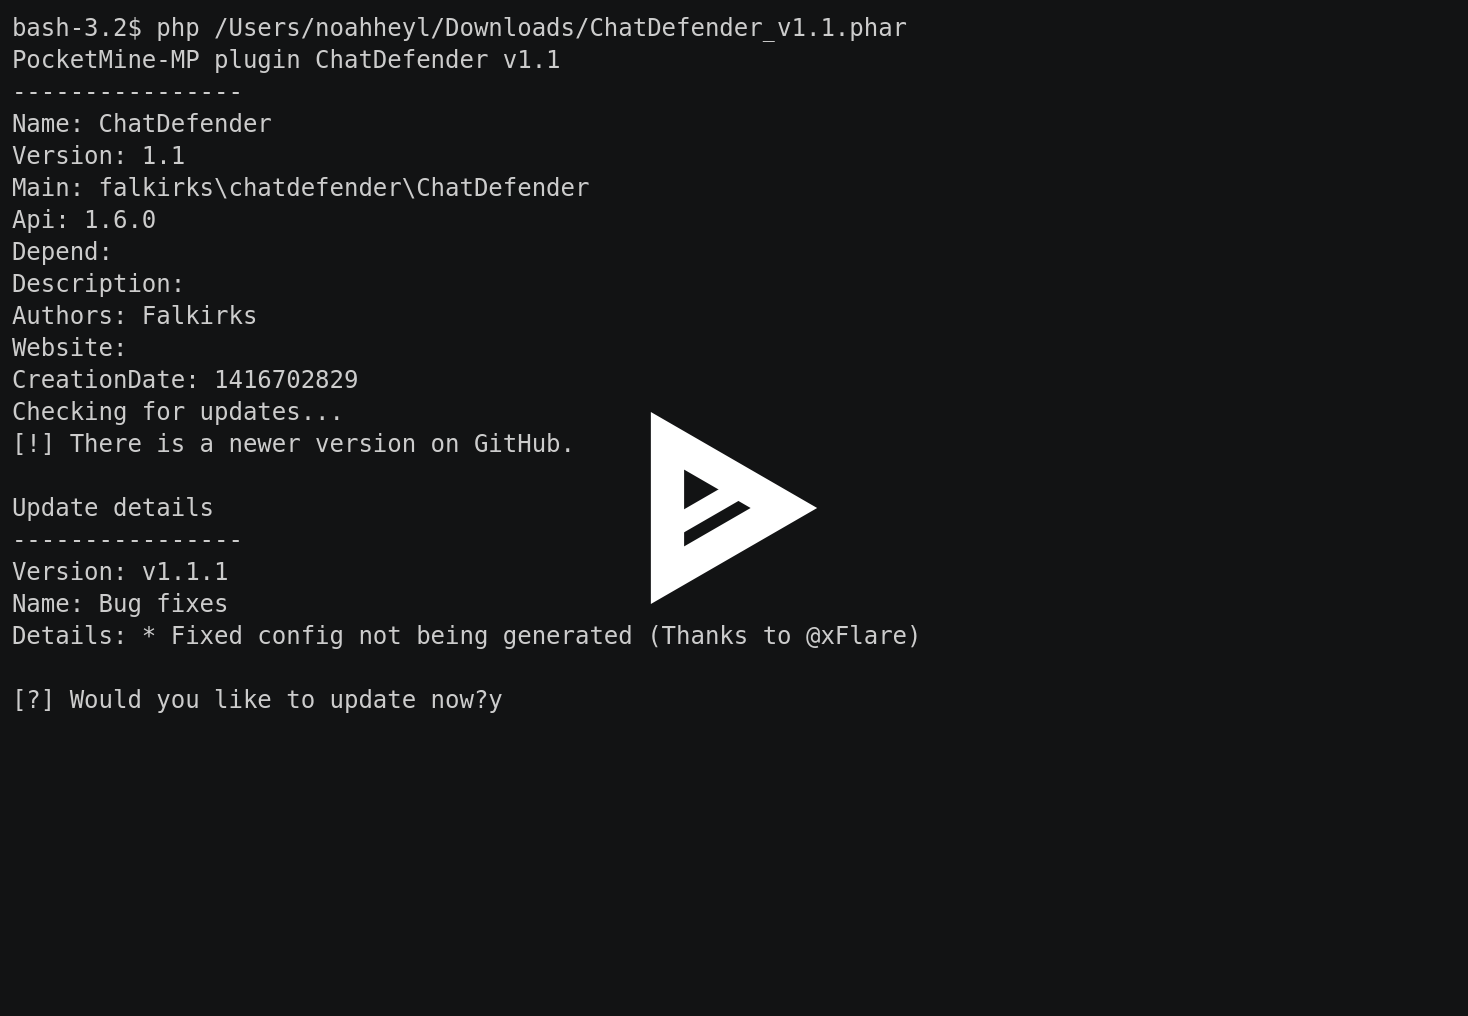 bash-3.2$ php /Users/noahheyl/Downloads/ChatDefender_v1.1.phar
PocketMine-MP plugin ChatDefender v1.1
----------------
Name: ChatDefender
Version: 1.1
Main: falkirks\chatdefender\ChatDefender
Api: 1.6.0
Depend:
Description:
Authors: Falkirks
Website:
CreationDate: 1416702829
Checking for updates...
[!] There is a newer version on GitHub.
Update details
----------------
Version: v1.1.1
Name: Bug fixes
Details: * Fixed config not being generated (Thanks to @xFlare)
[?] Would you like to update now?y